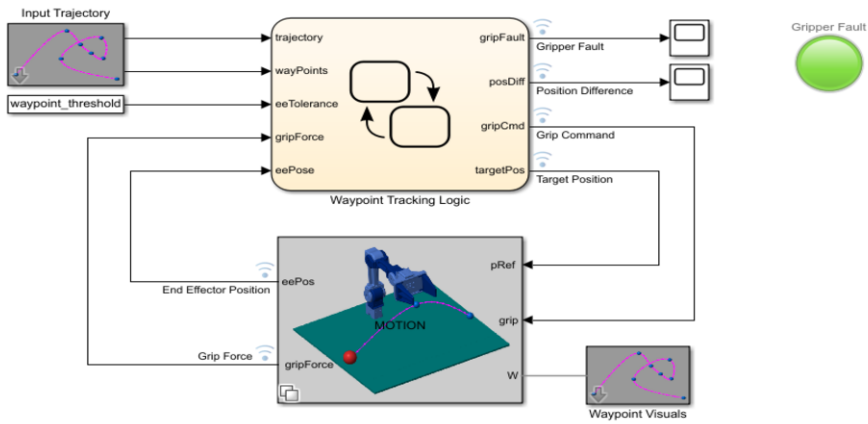 Input Trajectory
Gripper Fault
trajectory
gripFault
Gripper Fault
wayPoints
posDiff
Position Difference
waypoint_threshold
eeTolerance
gripForce
gripCmd
Grip Command
eePose
targetPos
Target Position
Waypoint Tracking Logic
pRef
eePos
End Effector Position
MOTION
grip
Grip Force
gripForce
W
Waypoint Visuals